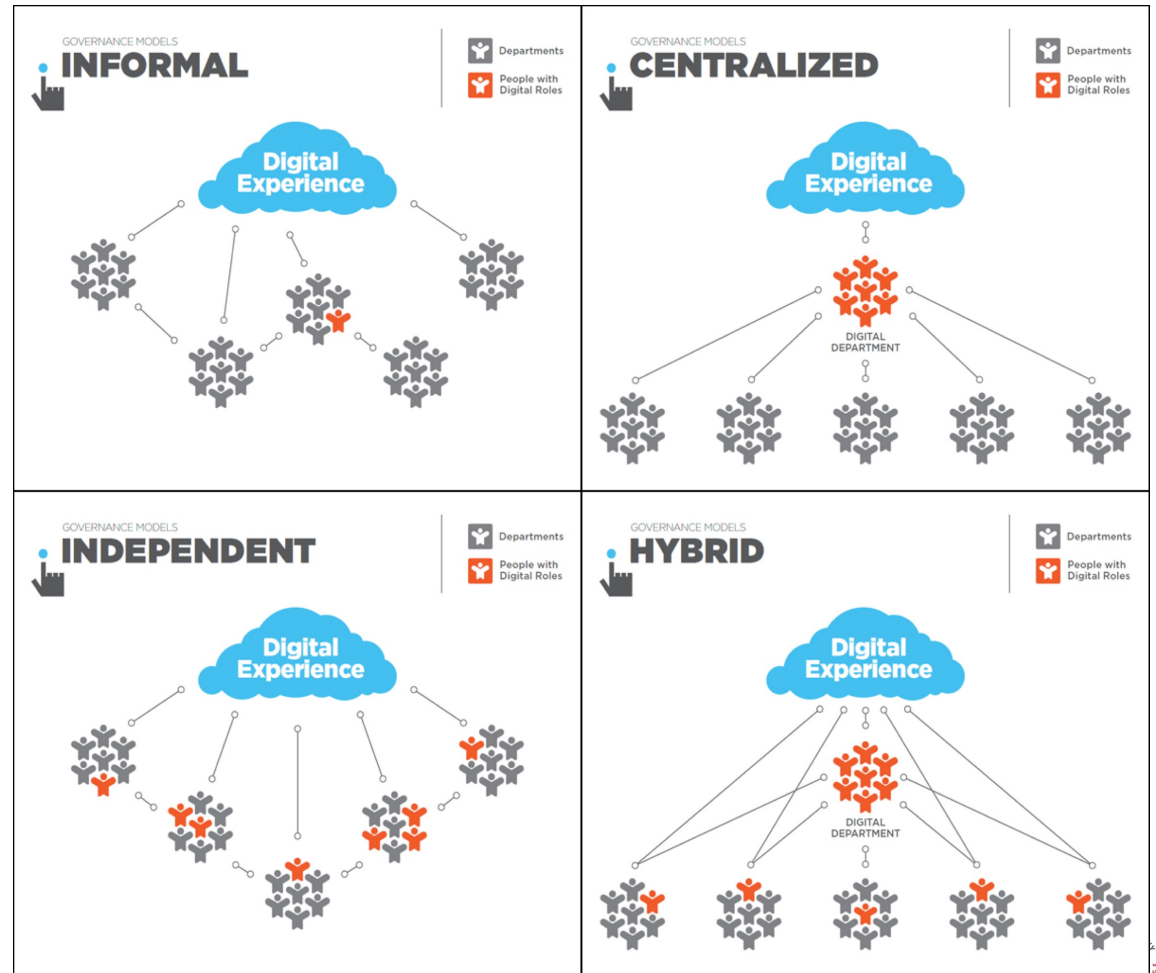 GOVERNANCE MODELS
INFORMAL
Departments
People with
Digital Roles
Digital
Experience
GOVERNANCE MODELS
CENTRALIZED
Departments
People with
Digital Roles
Digital
Experience
DIGITAL
DEPARTMENT
GOVERNANCE MODELS
INDEPENDENT
Departments
People with
Digital Roles
Digital
Experience
GOVERNANCE MODELS
HYBRID
Departments
People with
Digital Roles
Digital
Experience
DIGITAL
DEPARTMENT